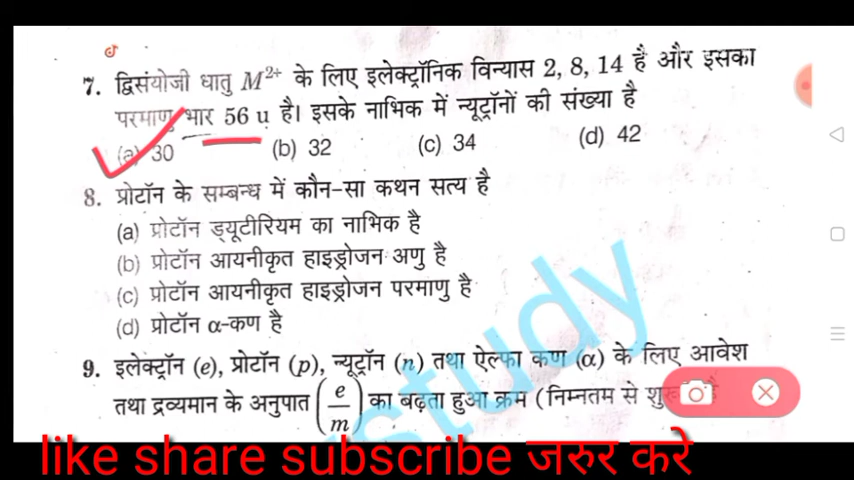 7. द्विसंयोजी धातु M²⁺ के लिए इलेक्ट्रॉनिक विन्यास 2, 8, 14 है और इसका
परमाणु भार 56 u है। इसके नाभिक में न्यूट्रॉनों की संख्या है
(a) 30 (b) 32 (c) 34 (d) 42
8. प्रोटॉन के सम्बन्ध में कौन-सा कथन सत्य है
(a) प्रोटॉन ड्यूटीरियम का नाभिक है
(b) प्रोटॉन आयनीकृत हाइड्रोजन अणु है
(c) प्रोटॉन आयनीकृत हाइड्रोजन परमाणु है
(d) प्रोटॉन α-कण है
9. इलेक्ट्रॉन (e), प्रोटॉन (p), न्यूट्रॉन (n) तथा ऐल्फा कण (α) के लिए आवेश
तथा द्रव्यमान के अनुपात (e/m) का बढ़ता हुआ क्रम (निम्नतम से
study
like share subscribe जरुर करे